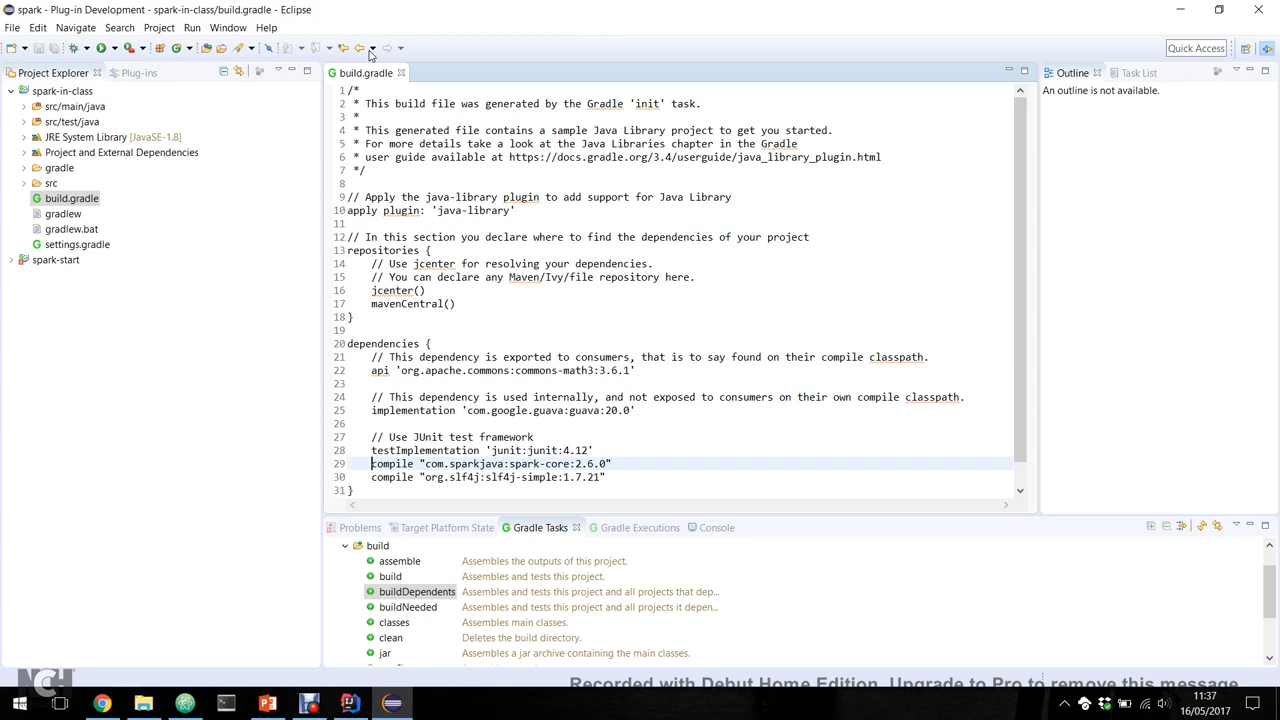 spark - Plug-in Development - spark-in-class/build.gradle - Eclipse
File Edit Navigate Search Project Run Window Help
Quick Access
Project Explorer Plug-ins
build.gradle
Outline Task List
spark-in-class
src/main/java
src/test/java
JRE System Library [JavaSE-1.8]
Project and External Dependencies
gradle
src
build.gradle
gradlew
gradlew.bat
settings.gradle
spark-start
1 /*
2 * This build file was generated by the Gradle 'init' task.
3 *
4 * This generated file contains a sample Java Library project to get you started.
5 * For more details take a look at the Java Libraries chapter in the Gradle
6 * user guide available at https://docs.gradle.org/3.4/userguide/java_library_plugin.html
7 */
8
9 // Apply the java-library plugin to add support for Java Library
10 apply plugin: 'java-library'
11
12 // In this section you declare where to find the dependencies of your project
13 repositories {
14 // Use jcenter for resolving your dependencies.
15 // You can declare any Maven/Ivy/file repository here.
16 jcenter()
17 mavenCentral()
18 }
19
20 dependencies {
21 // This dependency is exported to consumers, that is to say found on their compile classpath.
22 api 'org.apache.commons:commons-math3:3.6.1'
23
24 // This dependency is used internally, and not exposed to consumers on their own compile classpath.
25 implementation 'com.google.guava:guava:20.0'
26
27 // Use JUnit test framework
28 testImplementation 'junit:junit:4.12'
29 compile "com.sparkjava:spark-core:2.6.0"
30 compile "org.slf4j:slf4j-simple:1.7.21"
31 }
An outline is not available.
Problems Target Platform State Gradle Tasks Gradle Executions Console
build
assemble Assembles the outputs of this project.
build Assembles and tests this project.
buildDependents Assembles and tests this project and all projects that dep...
buildNeeded Assembles and tests this project and all projects it depen...
classes Assembles main classes.
clean Deletes the build directory.
jar Assembles a jar archive containing the main classes.
NCH
Recorded with Debut Home Edition. Upgrade to Pro to remove this message
11:37
16/05/2017